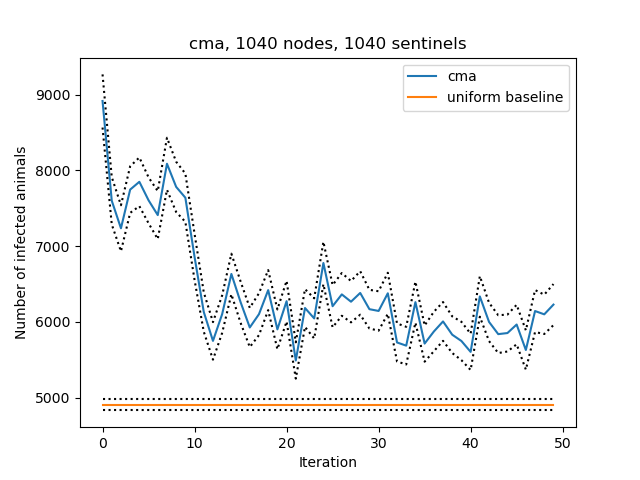 cma, 1040 nodes, 1040 sentinels
cma
uniform baseline
Number of infected animals
9000
8000
7000
6000
5000
0 10 20 30 40 50
Iteration